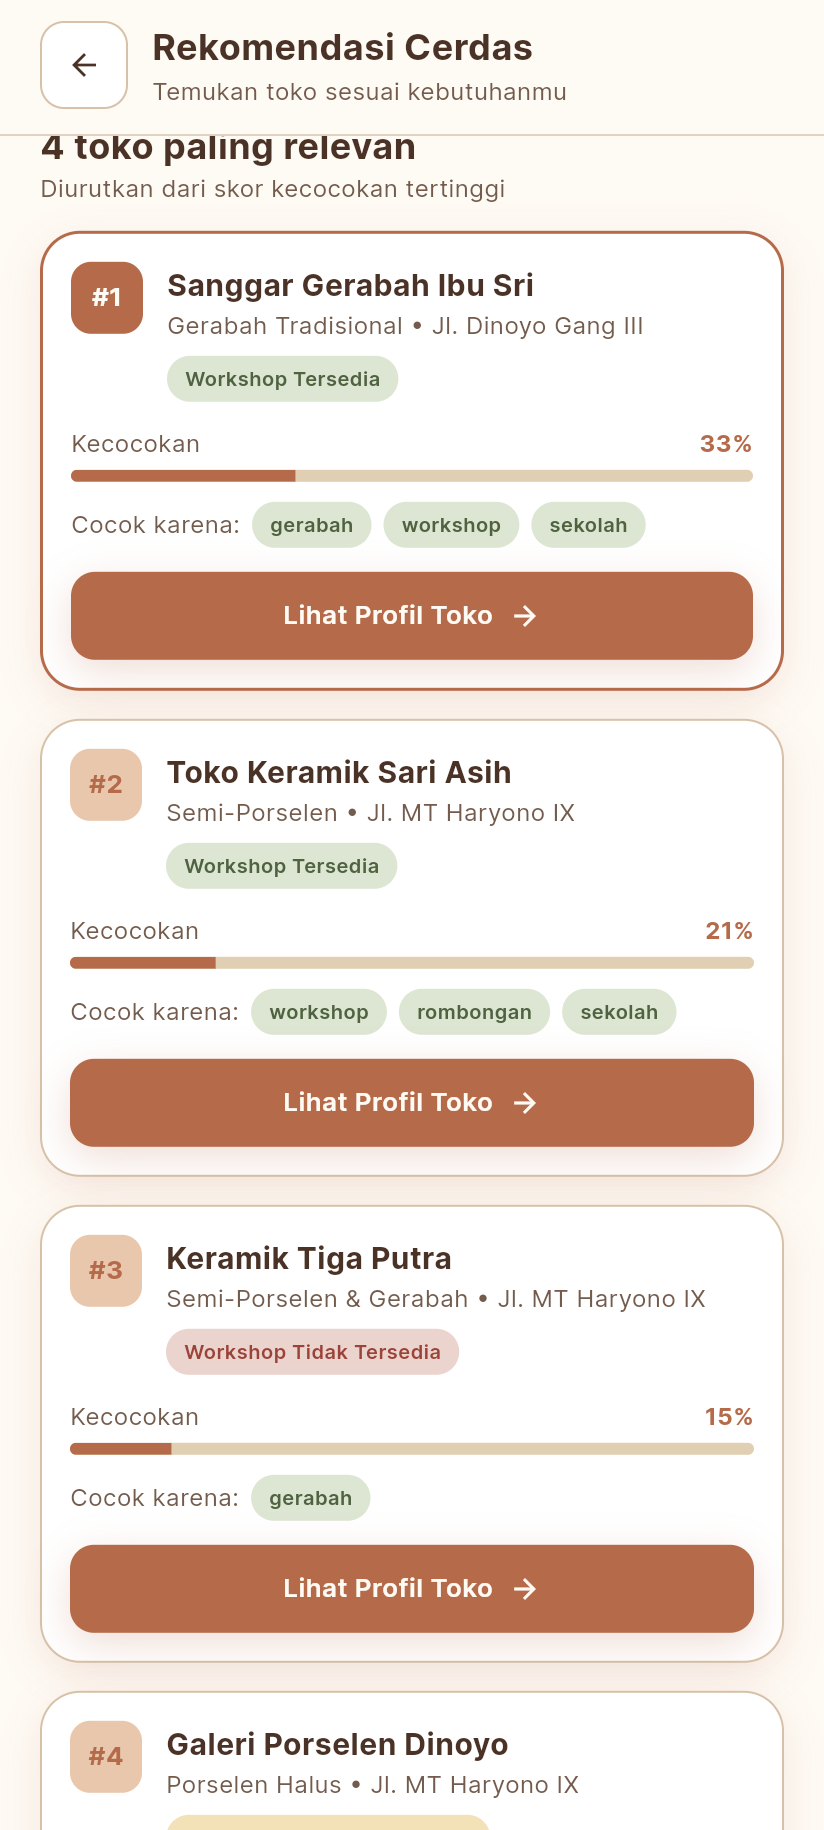 Rekomendasi Cerdas
Temukan toko sesuai kebutuhanmu
4 toko paling relevan
Diurutkan dari skor kecocokan tertinggi
#1
Sanggar Gerabah Ibu Sri
Gerabah Tradisional • Jl. Dinoyo Gang III
Workshop Tersedia
Kecocokan 33%
Cocok karena: gerabah workshop sekolah
Lihat Profil Toko →
#2
Toko Keramik Sari Asih
Semi-Porselen • Jl. MT Haryono IX
Workshop Tersedia
Kecocokan 21%
Cocok karena: workshop rombongan sekolah
Lihat Profil Toko →
#3
Keramik Tiga Putra
Semi-Porselen & Gerabah • Jl. MT Haryono IX
Workshop Tidak Tersedia
Kecocokan 15%
Cocok karena: gerabah
Lihat Profil Toko →
#4
Galeri Porselen Dinoyo
Porselen Halus • Jl. MT Haryono IX